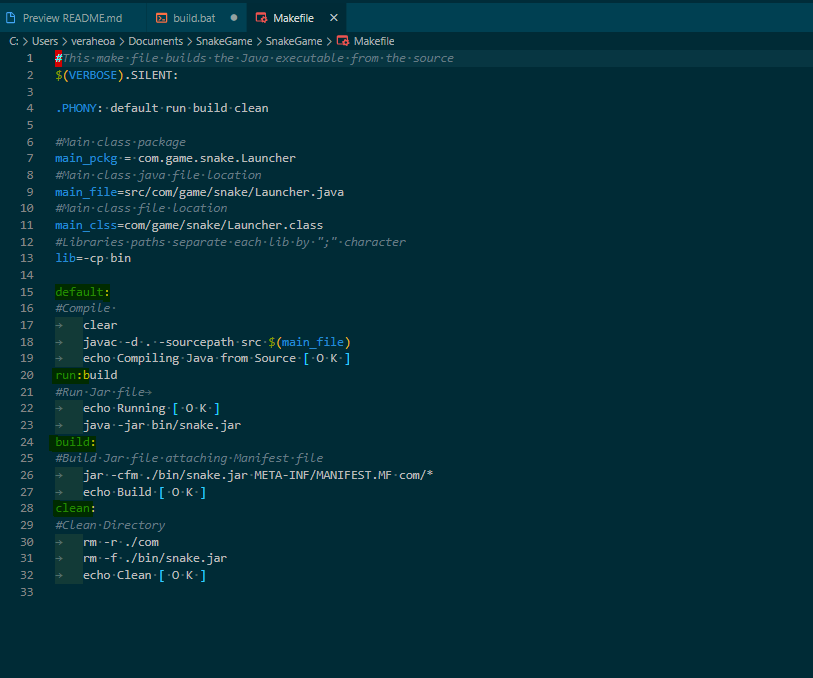 Preview README.md build.bat Makefile
C: > Users > veraheoa > Documents > SnakeGame > SnakeGame > Makefile
1 #This make file builds the Java executable from the source
2 $(VERBOSE).SILENT:
3
4 .PHONY: default run build clean
5
6 #Main class package
7 main_pckg = com.game.snake.Launcher
8 #Main class java file location
9 main_file=src/com/game/snake/Launcher.java
10 #Main class file location
11 main_clss=com/game/snake/Launcher.class
12 #Libraries paths separate each lib by ";" character
13 lib=-cp bin
14
15 default:
16 #Compile
17 clear
18 javac -d . -sourcepath src $(main_file)
19 echo Compiling Java from Source [ O K ]
20 run:build
21 #Run Jar file
22 echo Running [ O K ]
23 java -jar bin/snake.jar
24 build:
25 #Build Jar file attaching Manifest file
26 jar -cfm ./bin/snake.jar META-INF/MANIFEST.MF com/*
27 echo Build [ O K ]
28 clean:
29 #Clean Directory
30 rm -r ./com
31 rm -f ./bin/snake.jar
32 echo Clean [ O K ]
33